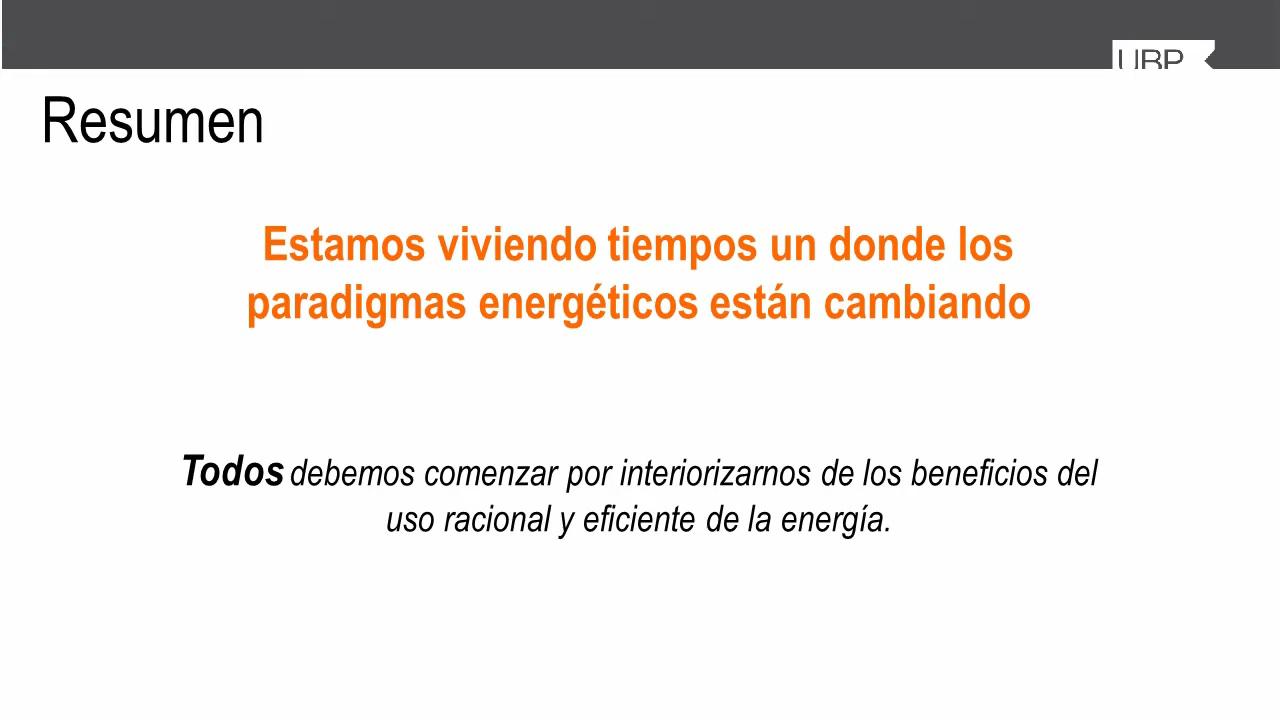 UBP
Resumen
Estamos viviendo tiempos un donde los
paradigmas energéticos están cambiando
Todos debemos comenzar por interiorizarnos de los beneficios del
uso racional y eficiente de la energía.